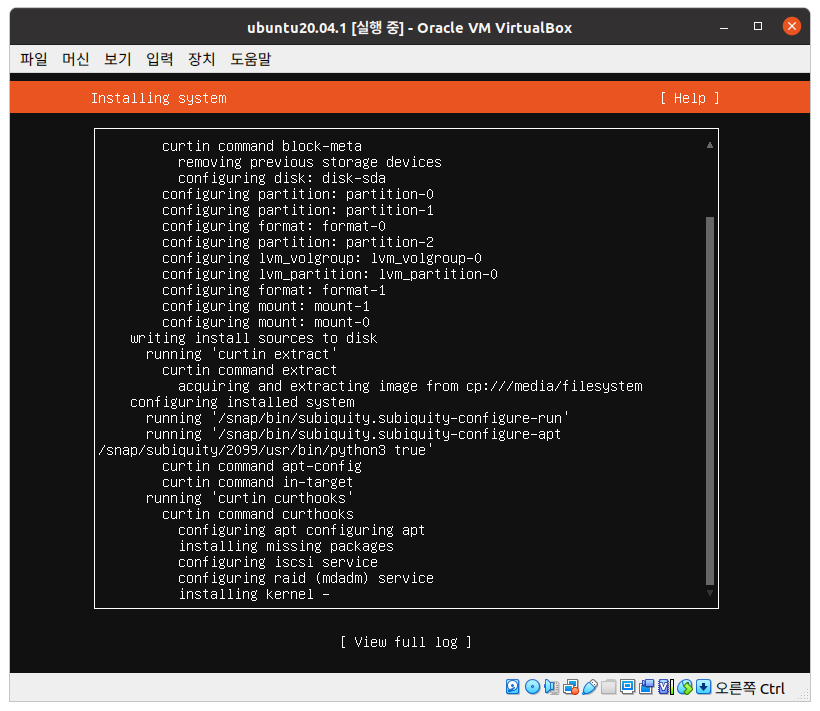 ubuntu20.04.1 [실행 중] - Oracle VM VirtualBox
파일 머신 보기 입력 장치 도움말
Installing system [ Help ]
curtin command block-meta
removing previous storage devices
configuring disk: disk-sda
configuring partition: partition-0
configuring partition: partition-1
configuring format: format-0
configuring partition: partition-2
configuring lvm_volgroup: lvm_volgroup-0
configuring lvm_partition: lvm_partition-0
configuring format: format-1
configuring mount: mount-1
configuring mount: mount-0
writing install sources to disk
running 'curtin extract'
curtin command extract
acquiring and extracting image from cp:///media/filesystem
configuring installed system
running '/snap/bin/subiquity.subiquity-configure-run'
running '/snap/bin/subiquity.subiquity-configure-apt
/snap/subiquity/2099/usr/bin/python3 true'
curtin command apt-config
curtin command in-target
running 'curtin curthooks'
curtin command curthooks
configuring apt configuring apt
installing missing packages
configuring iscsi service
configuring raid (mdadm) service
installing kernel -
[ View full log ]
오른쪽 Ctrl